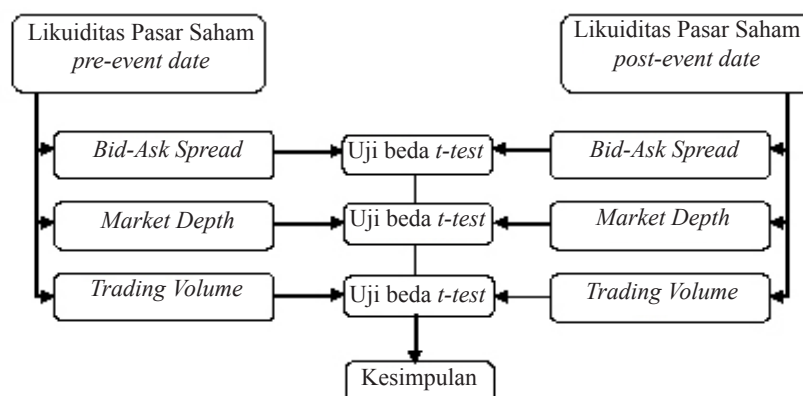 Likuiditas Pasar Saham
pre-event date
Likuiditas Pasar Saham
post-event date
Bid-Ask Spread
Uji beda t-test
Bid-Ask Spread
Market Depth
Uji beda t-test
Market Depth
Trading Volume
Uji beda t-test
Trading Volume
Kesimpulan